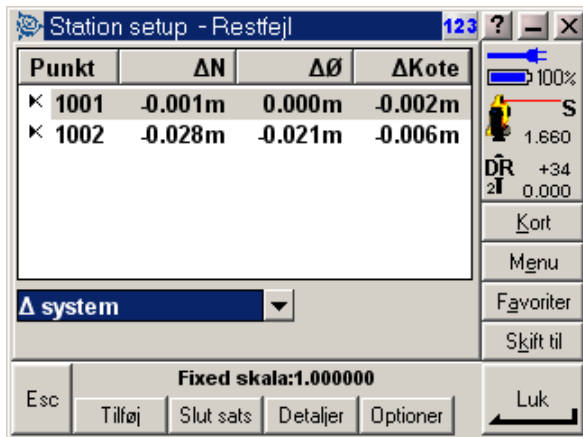 Station setup - Restfejl 123 ?
Punkt ΔN ΔØ ΔKote
1001 -0.001m 0.000m -0.002m
1002 -0.028m -0.021m -0.006m
100%
S
1.660
DR +34
2 0.000
Kort
Menu
Favoriter
Skift til
Δ system
Fixed skala:1.000000
Esc
Tilføj Slut sats Detaljer Optioner
Luk